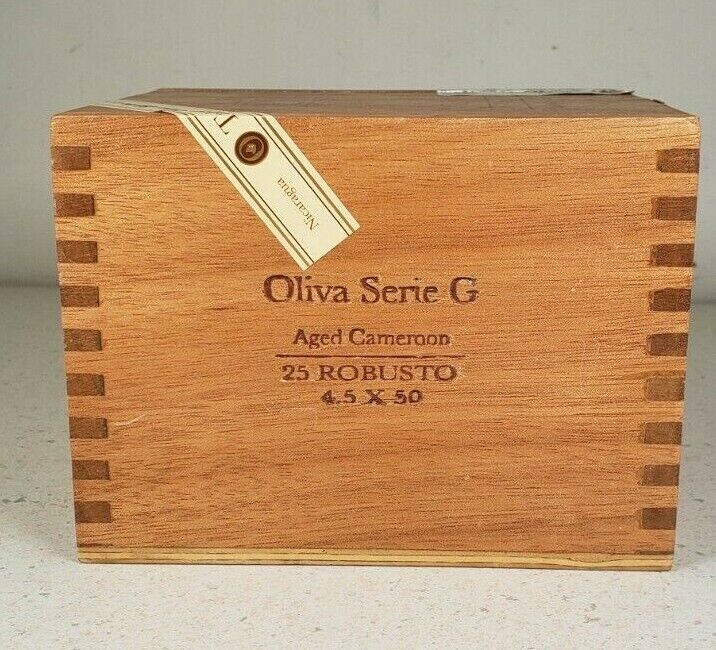 T
Nicaragua
Oliva Serie G
Aged Cameroon
25 ROBUSTO
4.5 X 50